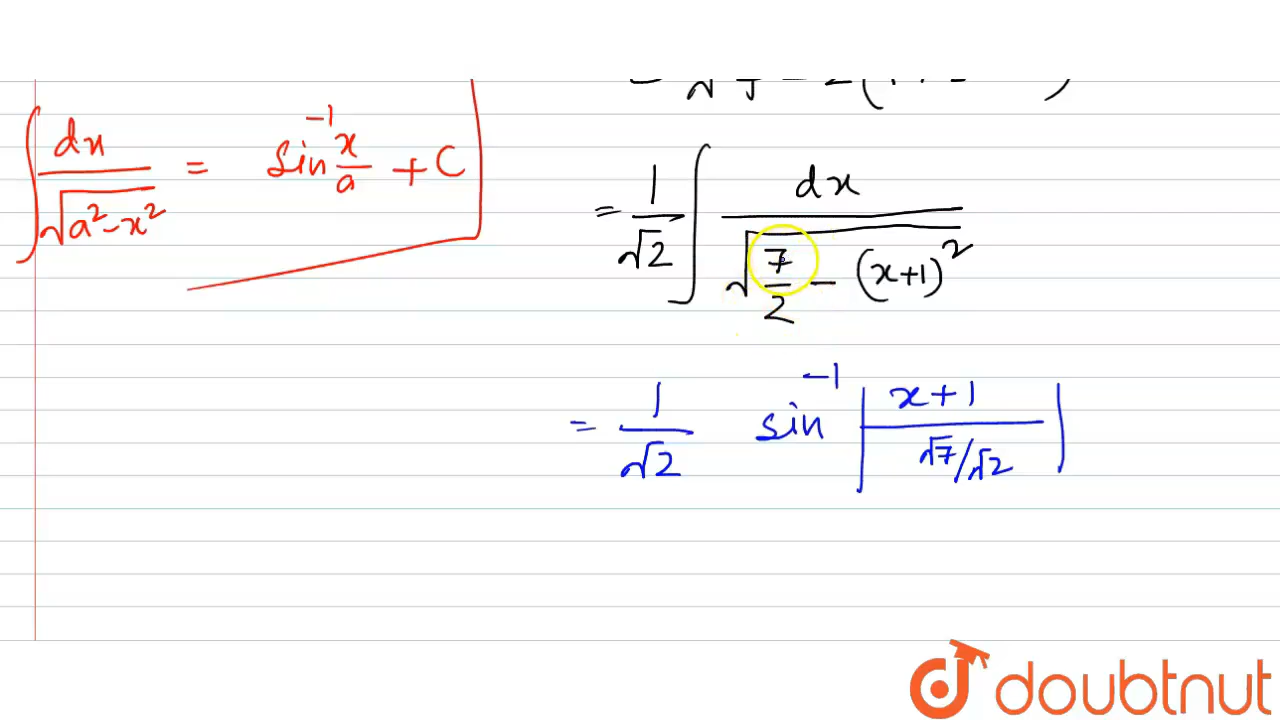 ∫ dx / √(a² − x²) = sin⁻¹ x/a + C
= 1/√2 ∫ dx / √(7/2 − (x+1)²)
= 1/√2 sin⁻¹ | (x+1) / (√7/√2) |
doubtnut